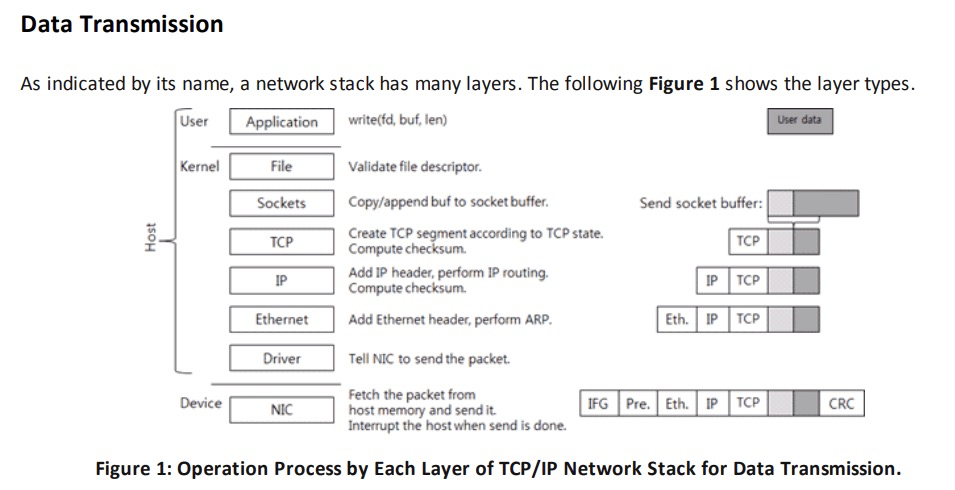 Data Transmission
As indicated by its name, a network stack has many layers. The following Figure 1 shows the layer types.
User
Application
write(fd, buf, len)
User data
Kernel
File
Validate file descriptor.
Sockets
Copy/append buf to socket buffer.
Send socket buffer:
Host
TCP
Create TCP segment according to TCP state.
Compute checksum.
TCP
IP
Add IP header, perform IP routing.
Compute checksum.
IP TCP
Ethernet
Add Ethernet header, perform ARP.
Eth. IP TCP
Driver
Tell NIC to send the packet.
Device
NIC
Fetch the packet from
host memory and send it.
Interrupt the host when send is done.
IFG Pre. Eth. IP TCP CRC
Figure 1: Operation Process by Each Layer of TCP/IP Network Stack for Data Transmission.